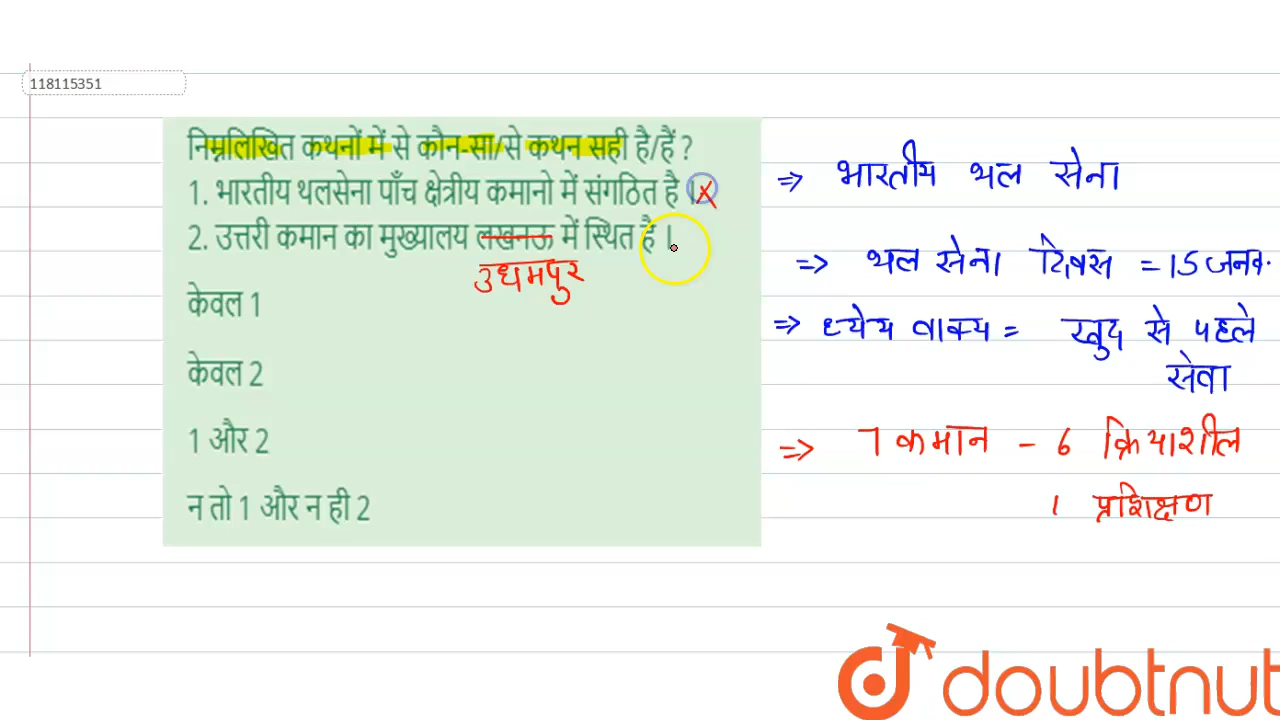 118115351
निम्नलिखित कथनों में से कौन-सा/से कथन सही है/हैं ?
1. भारतीय थलसेना पाँच क्षेत्रीय कमानो में संगठित है । X
2. उत्तरी कमान का मुख्यालय लखनऊ में स्थित है ।
उधमपुर
केवल 1
केवल 2
1 और 2
न तो 1 और न ही 2
⇒ भारतीय थल सेना
⇒ थल सेना दिवस = 15 जनव.
⇒ ध्येय वाक्य = खुद से पहले
सेवा
⇒ 7 कमान - 6 क्रियाशील
1 प्रशिक्षण
doubtnut